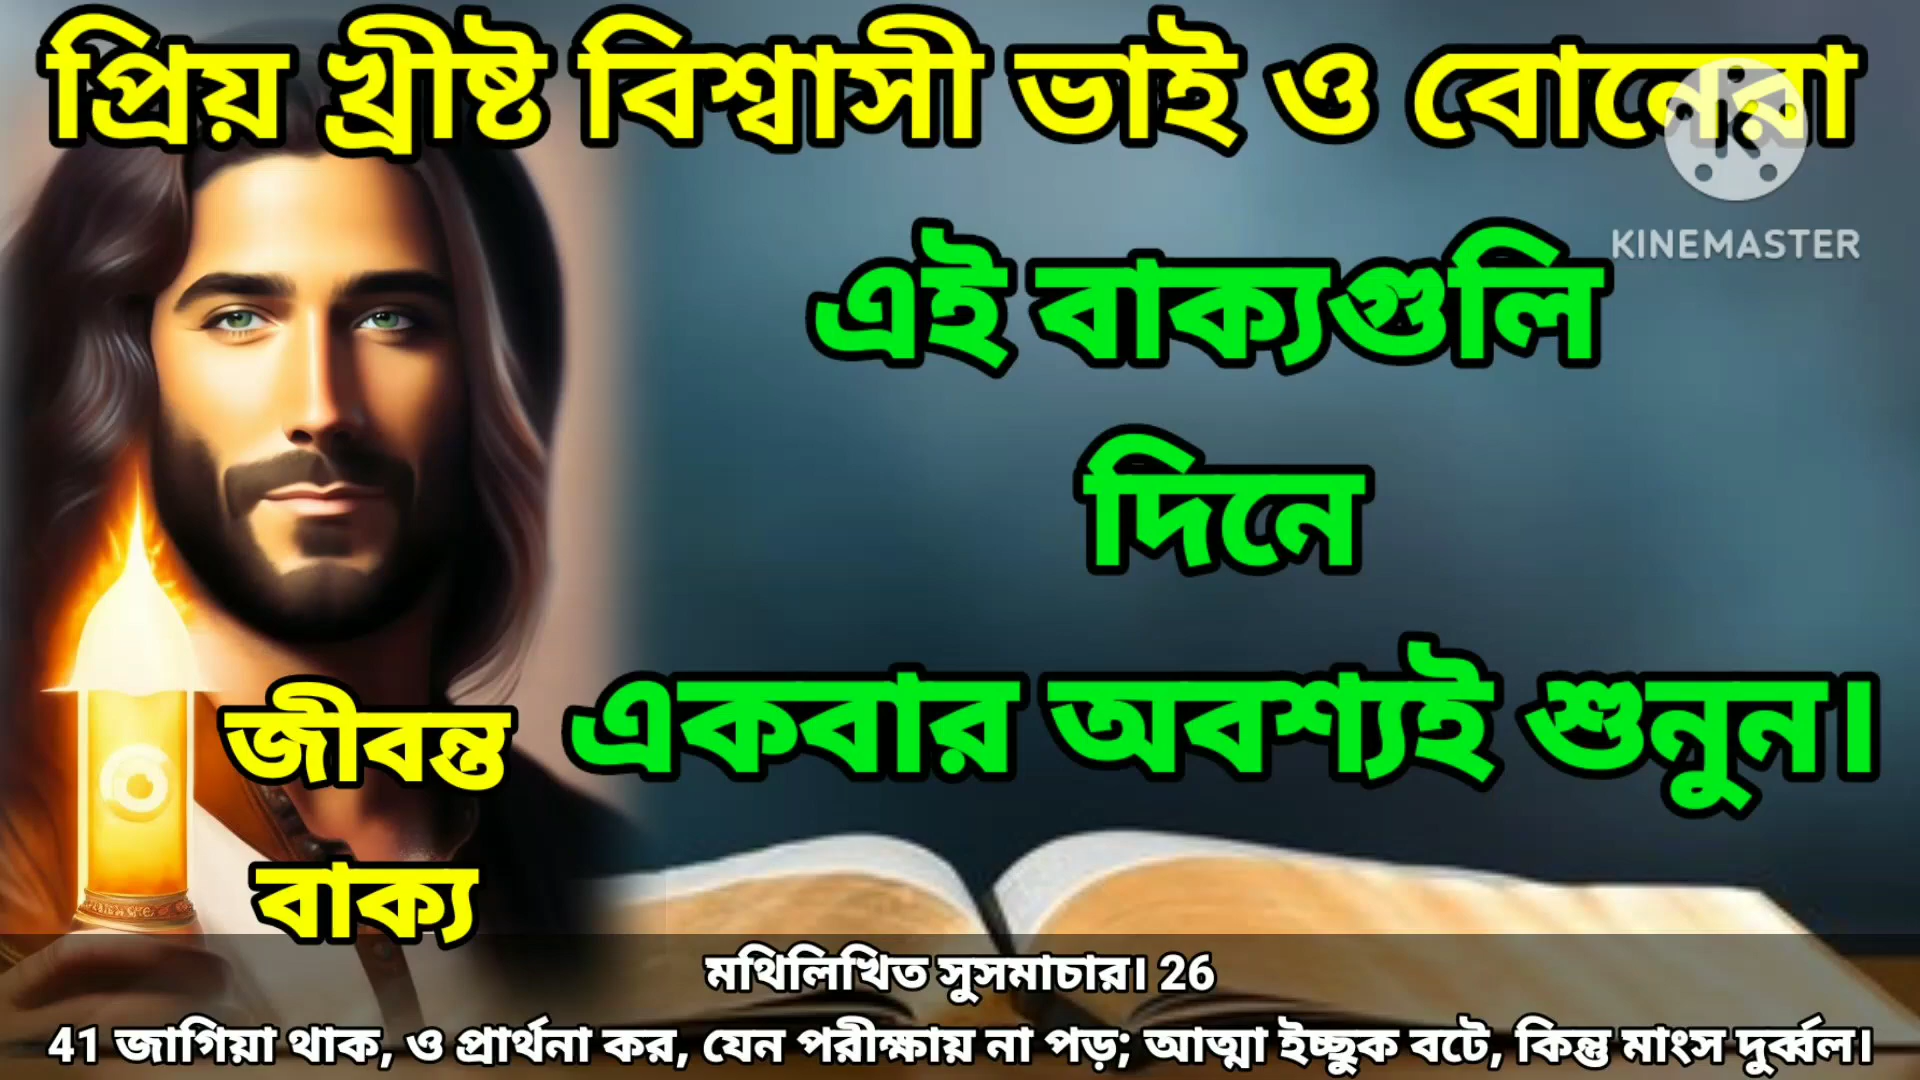 প্রিয় খ্রীষ্ট বিশ্বাসী ভাই ও বোনেরা
KINEMASTER
এই বাক্যগুলি
দিনে
একবার অবশ্যই শুনুন।
জীবন্ত
বাক্য
মথিলিখিত সুসমাচার। 26
41 জাগিয়া থাক, ও প্রার্থনা কর, যেন পরীক্ষায় না পড়; আত্মা ইচ্ছুক বটে, কিন্তু মাংস দুর্ব্বল।